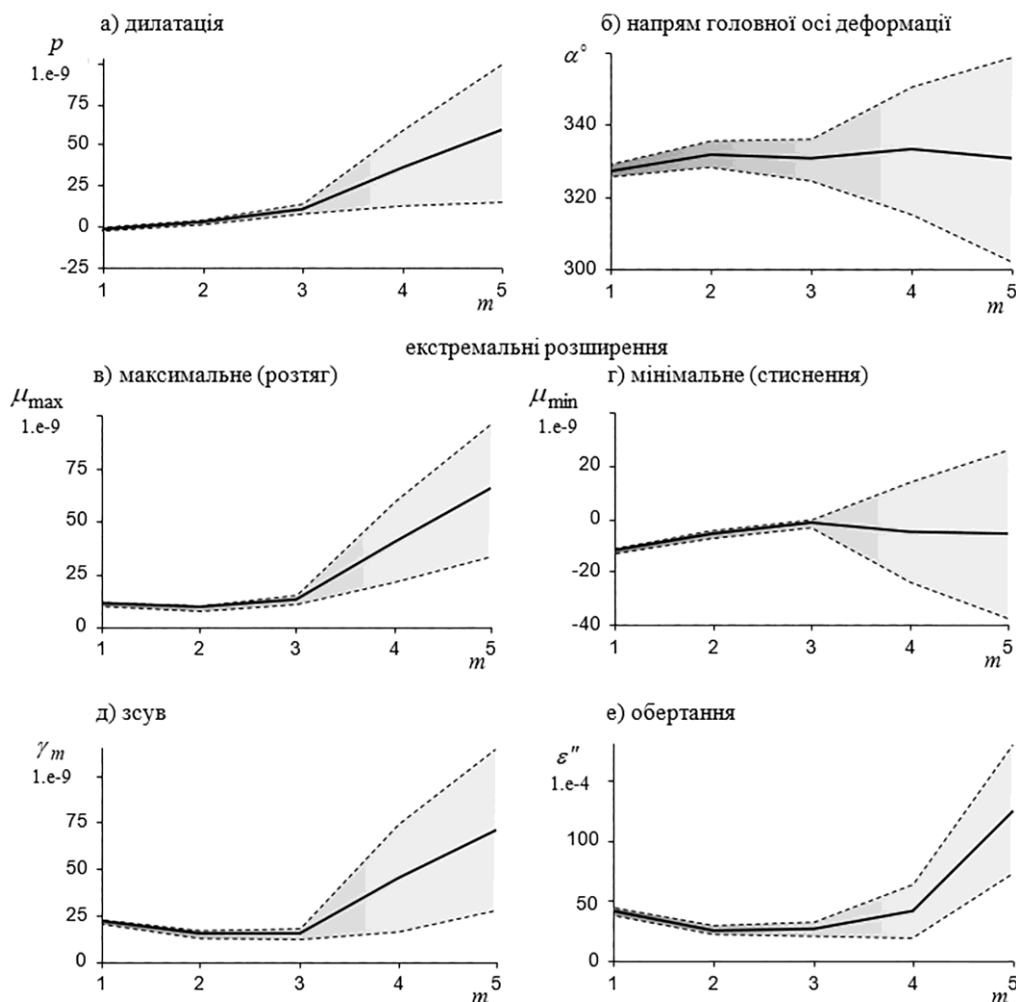 а) дилатація
p
1.e-9
75
50
25
0
-25
1 2 3 4 5
m
б) напрям головної осі деформації
α°
340
320
300
1 2 3 4 5
m
екстремальні розширення
в) максимальне (розтяг)
μmax
1.e-9
75
50
25
0
1 2 3 4 5
m
г) мінімальне (стиснення)
μmin
1.e-9
20
0
-20
-40
1 2 3 4 5
m
д) зсув
γm
1.e-9
75
50
25
0
1 2 3 4 5
m
е) обертання
ε″
1.e-4
100
50
0
1 2 3 4 5
m